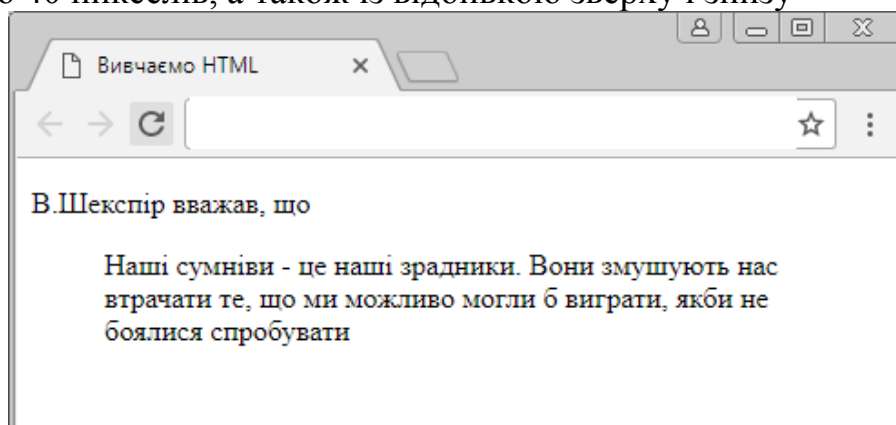 40 пікселів, а також із відбивкою зверху і знизу
Вивчаємо HTML
В.Шекспір вважав, що
Наші сумніви - це наші зрадники. Вони змушують нас
втрачати те, що ми можливо могли б виграти, якби не
боялися спробувати